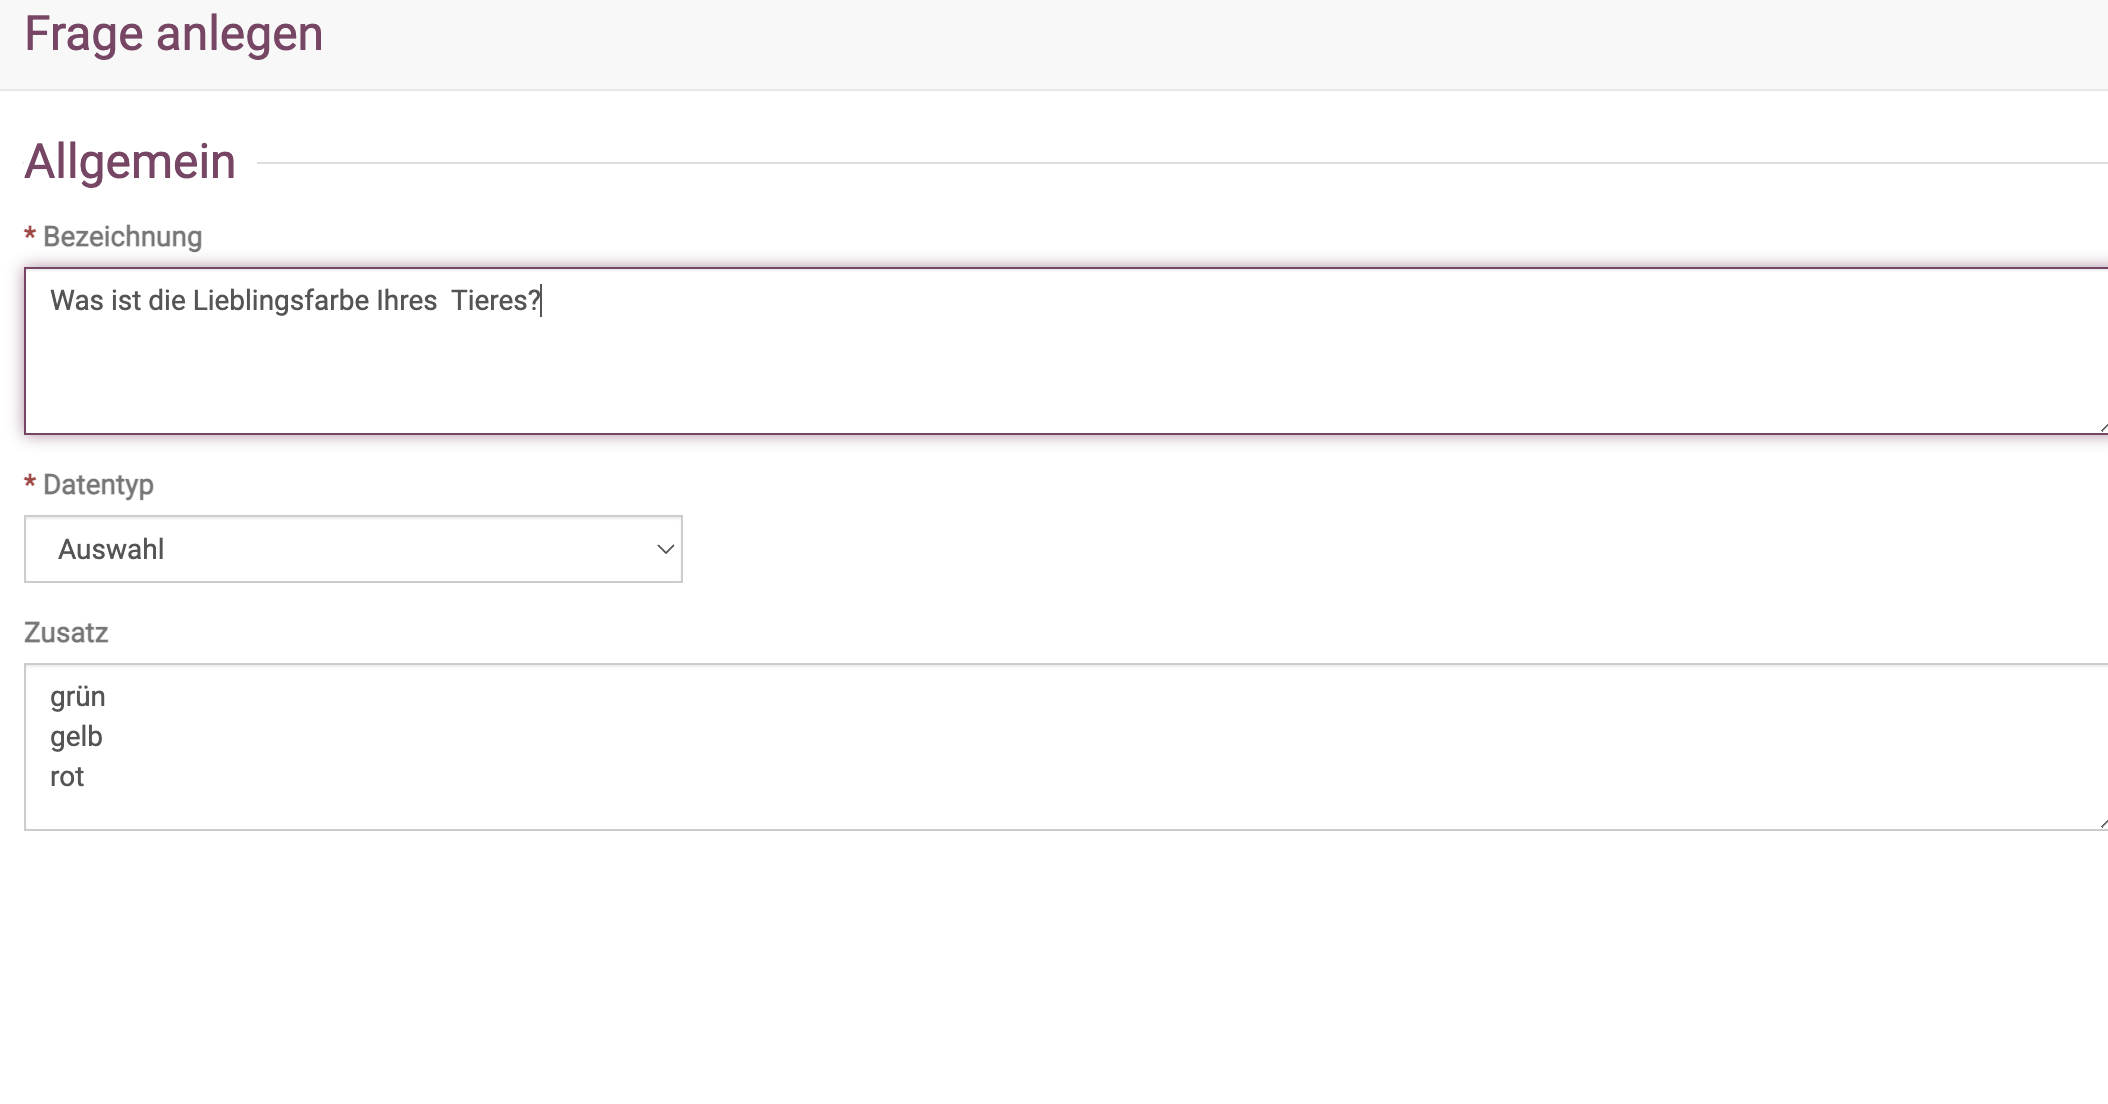 Frage anlegen
Allgemein
* Bezeichnung
Was ist die Lieblingsfarbe Ihres  Tieres?
* Datentyp
Auswahl
Zusatz
grün
gelb
rot